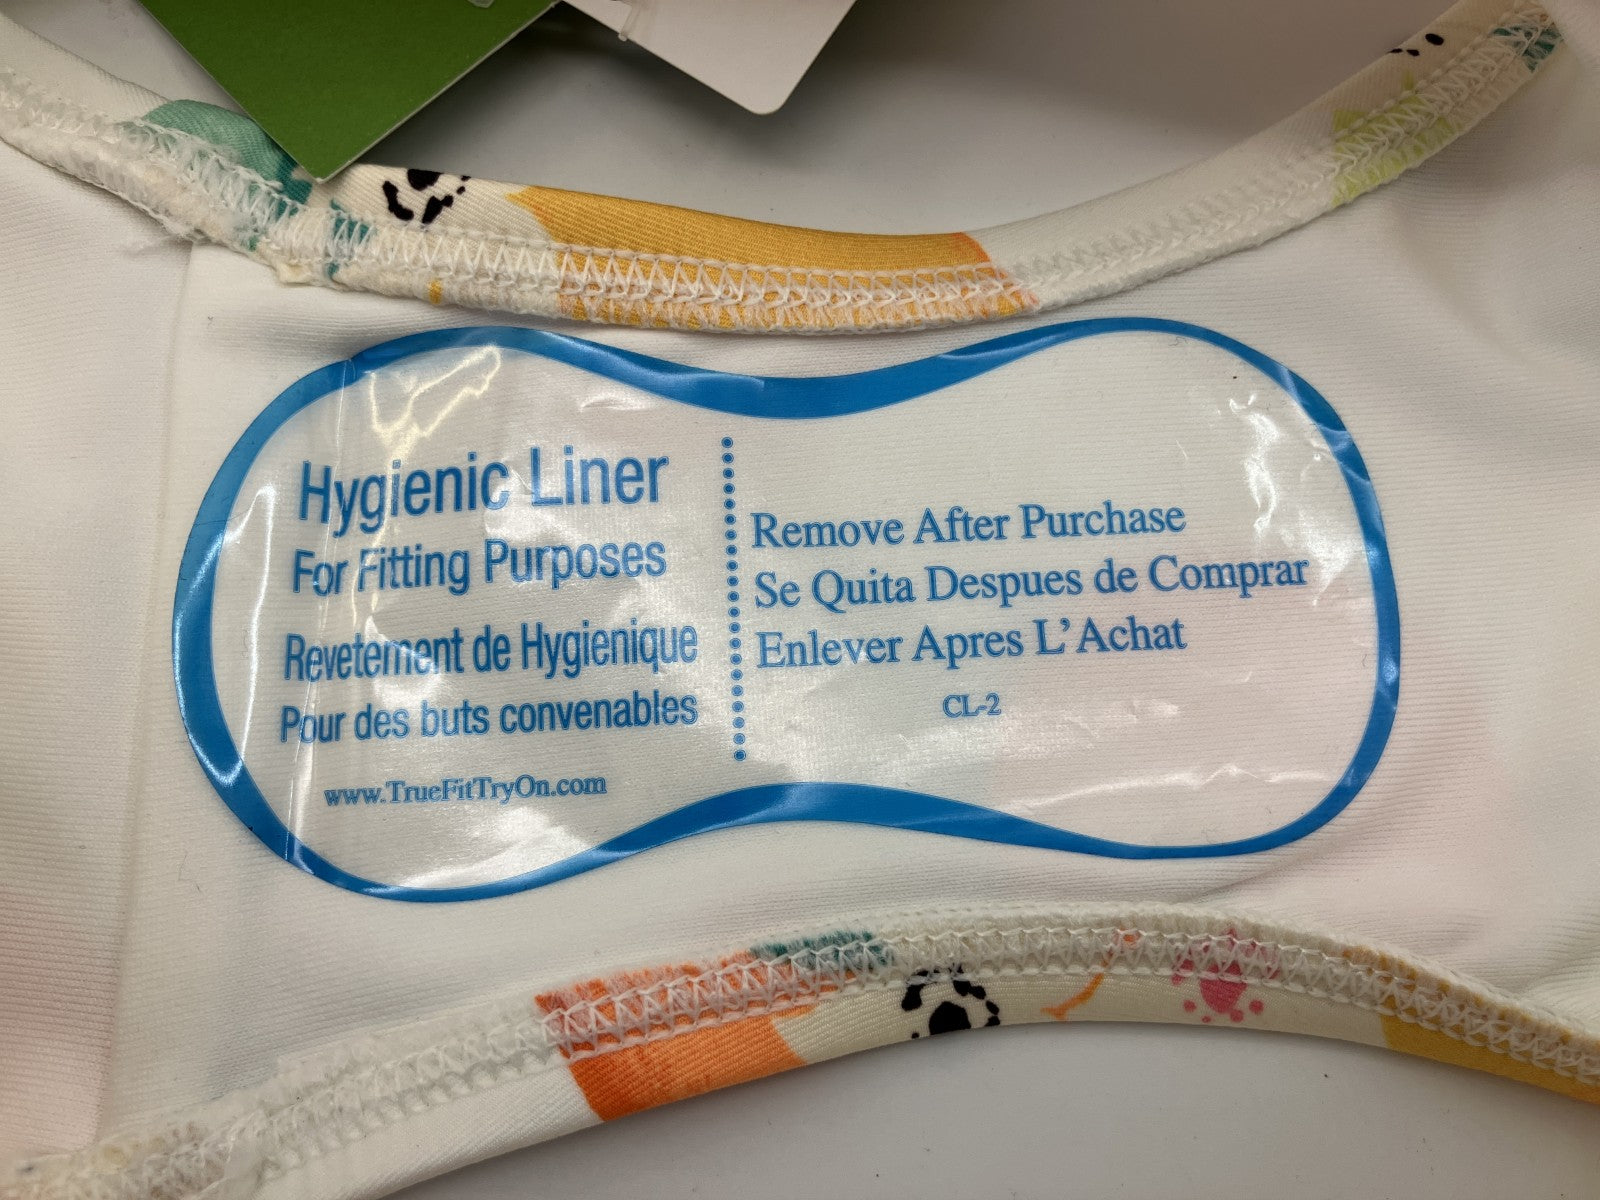 Hygienic Liner
For Fitting Purposes
Revetement de Hygienique
Pour des buts convenables
www.TrueFitTryOn.com
Remove After Purchase
Se Quita Despues de Comprar
Enlever Apres L'Achat
CL-2